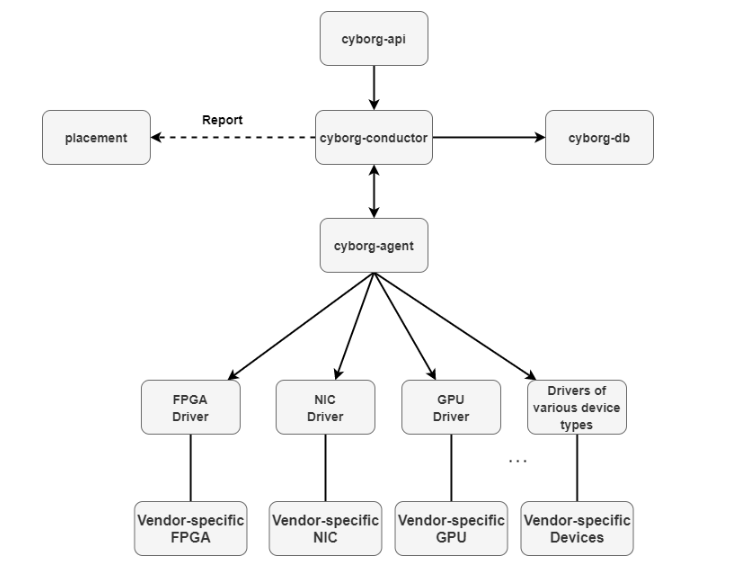 cyborg-api
Report
placement
cyborg-conductor
cyborg-db
cyborg-agent
FPGA
Driver
NIC
Driver
GPU
Driver
Drivers of
various device
types
...
Vendor-specific
FPGA
Vendor-specific
NIC
Vendor-specific
GPU
Vendor-specific
Devices